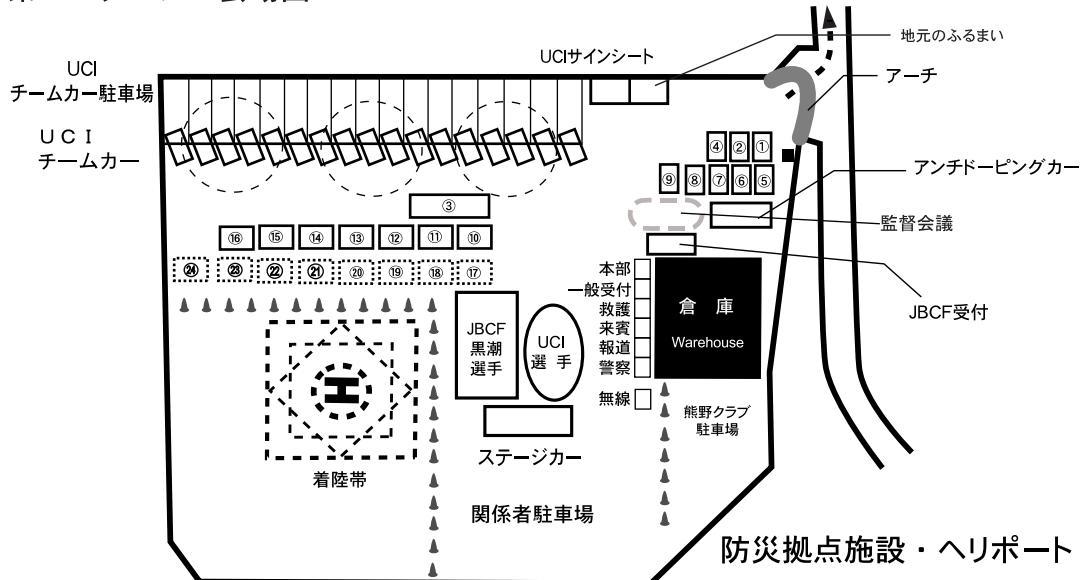 地元のふるまい
UCIサインシート
UCI
チームカー駐車場
アーチ
UCI
チームカー
④ ② ①
アンチドーピングカー
⑨ ⑧ ⑦ ⑥ ⑤
③
監督会議
⑯ ⑮ ⑭ ⑬ ⑫ ⑪ ⑩
㉔ ㉓ ㉒ ㉑ ⑳ ⑲ ⑱ ⑰
本部
一般受付
救護
来賓
報道
警察
無線
倉庫
Warehouse
JBCF受付
JBCF
黒潮
選手
UCI
選手
H
熊野クラブ
駐車場
ステージカー
着陸帯
関係者駐車場
防災拠点施設・ヘリポート